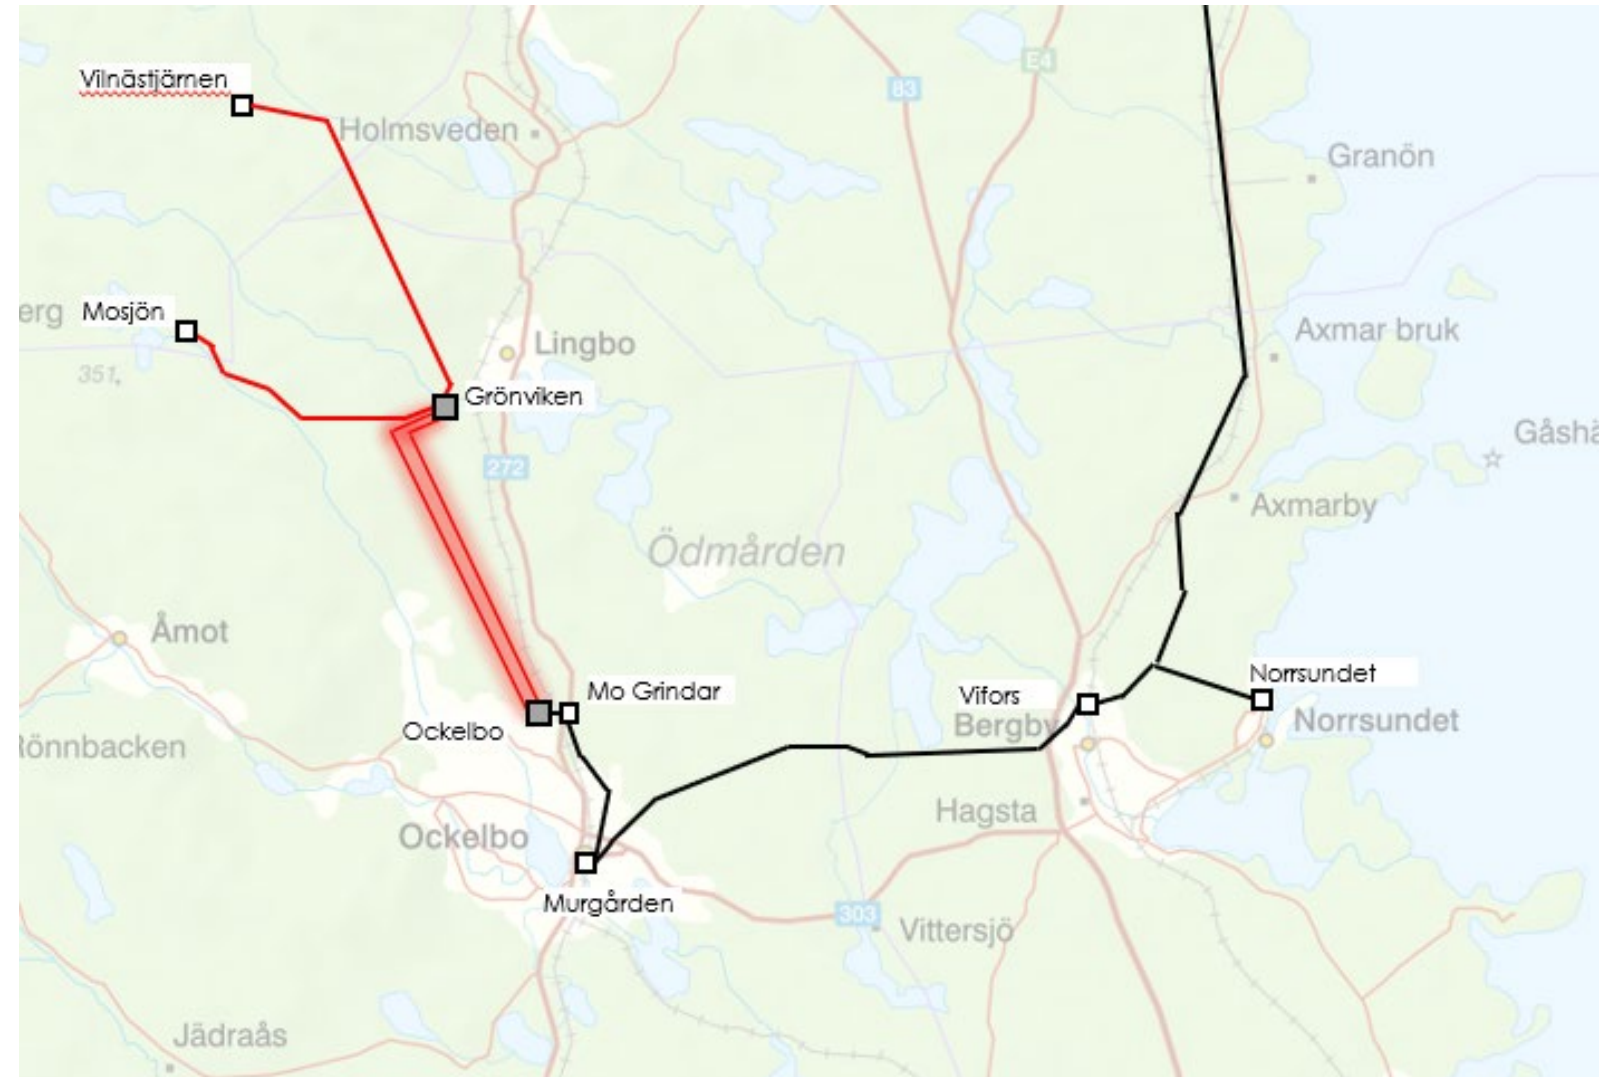 E4
83
Vilnästjärnen
Holmsveden
Granön
Mosjön
erg
Lingbo
Axmar bruk
351,
Grönviken
Gåshä
272
Axmarby
Ödmården
Åmot
Mo Grindar
Norrsundet
Vifors
Ockelbo
Bergby
Norrsundet
Rönnbacken
Hagsta
Ockelbo
Murgården
303
Vittersjö
Jädraås